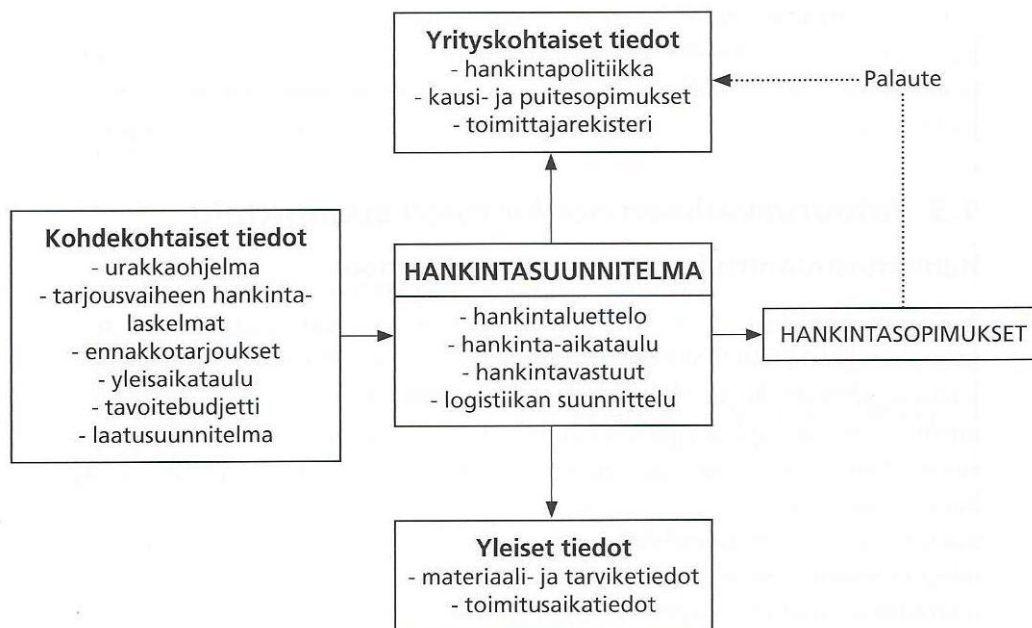 Yrityskohtaiset tiedot
- hankintapolitiikka
- kausi- ja puitesopimukset
- toimittajarekisteri
Palaute
Kohdekohtaiset tiedot
- urakkaohjelma
- tarjousvaiheen hankinta-
laskelmat
- ennakkotarjoukset
- yleisaikataulu
- tavoitebudjetti
- laatusuunnitelma
HANKINTASUUNNITELMA
- hankintaluettelo
- hankinta-aikataulu
- hankintavastuut
- logistiikan suunnittelu
HANKINTASOPIMUKSET
Yleiset tiedot
- materiaali- ja tarviketiedot
- toimitusaikatiedot